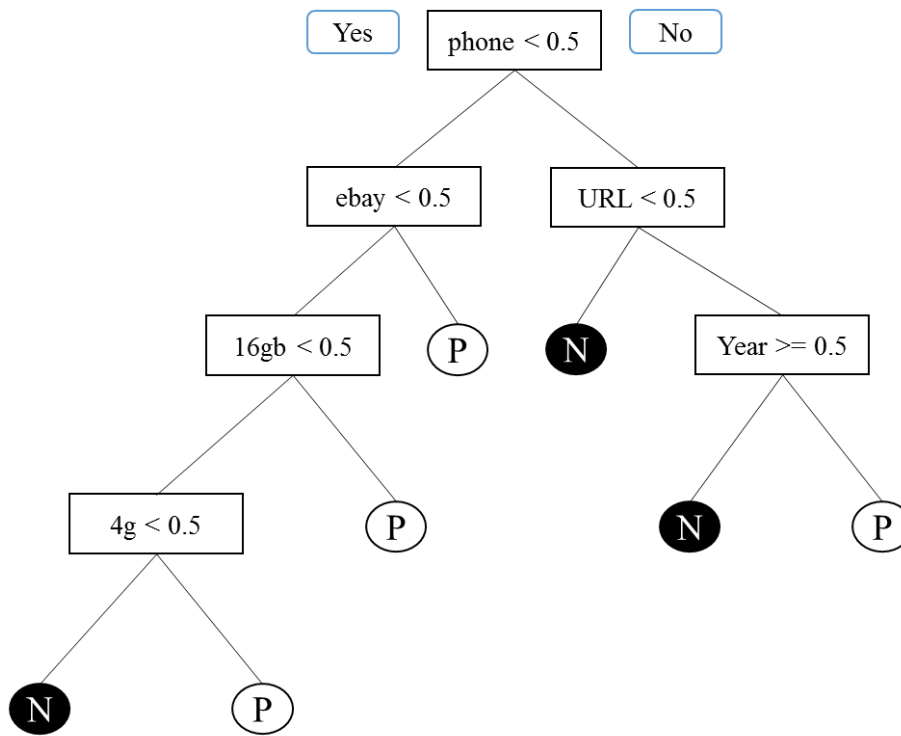 Yes
phone < 0.5
No
ebay < 0.5
URL < 0.5
16gb < 0.5
P
N
Year >= 0.5
4g < 0.5
P
N
P
N
P